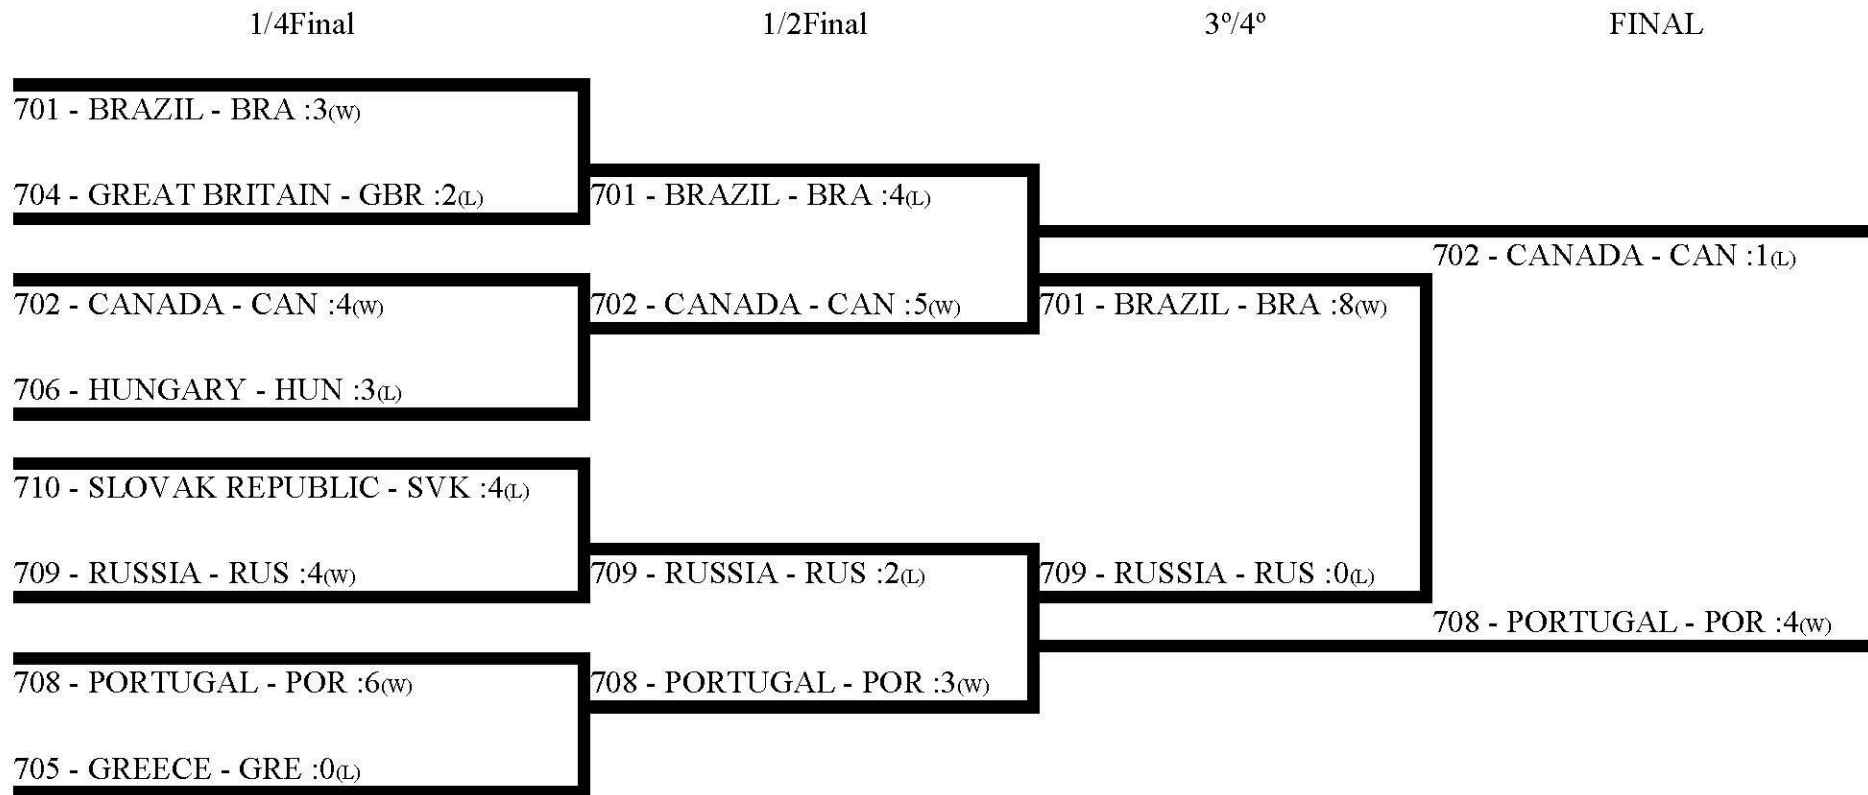 1/4Final 1/2Final 3º/4º FINAL
701 - BRAZIL - BRA :3(W)
704 - GREAT BRITAIN - GBR :2(L)
702 - CANADA - CAN :4(W)
706 - HUNGARY - HUN :3(L)
710 - SLOVAK REPUBLIC - SVK :4(L)
709 - RUSSIA - RUS :4(W)
708 - PORTUGAL - POR :6(W)
705 - GREECE - GRE :0(L)
701 - BRAZIL - BRA :4(L)
702 - CANADA - CAN :5(W)
709 - RUSSIA - RUS :2(L)
708 - PORTUGAL - POR :3(W)
701 - BRAZIL - BRA :8(W)
709 - RUSSIA - RUS :0(L)
702 - CANADA - CAN :1(L)
708 - PORTUGAL - POR :4(W)